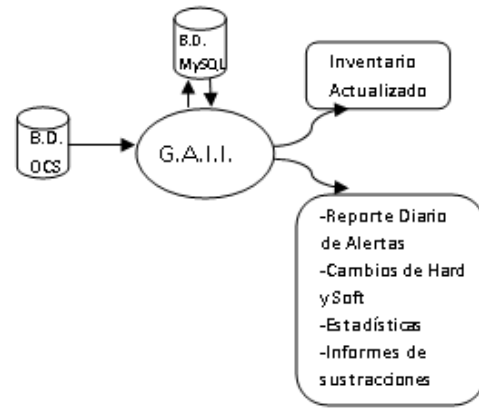 B.D.
MySQL
Inventario
Actualizado
B.D.
OCS
G.A.I.I.
-Reporte Diario
de Alertas
-Cambios de Hard
y Soft
-Estadísticas
-Informes de
sustracciones